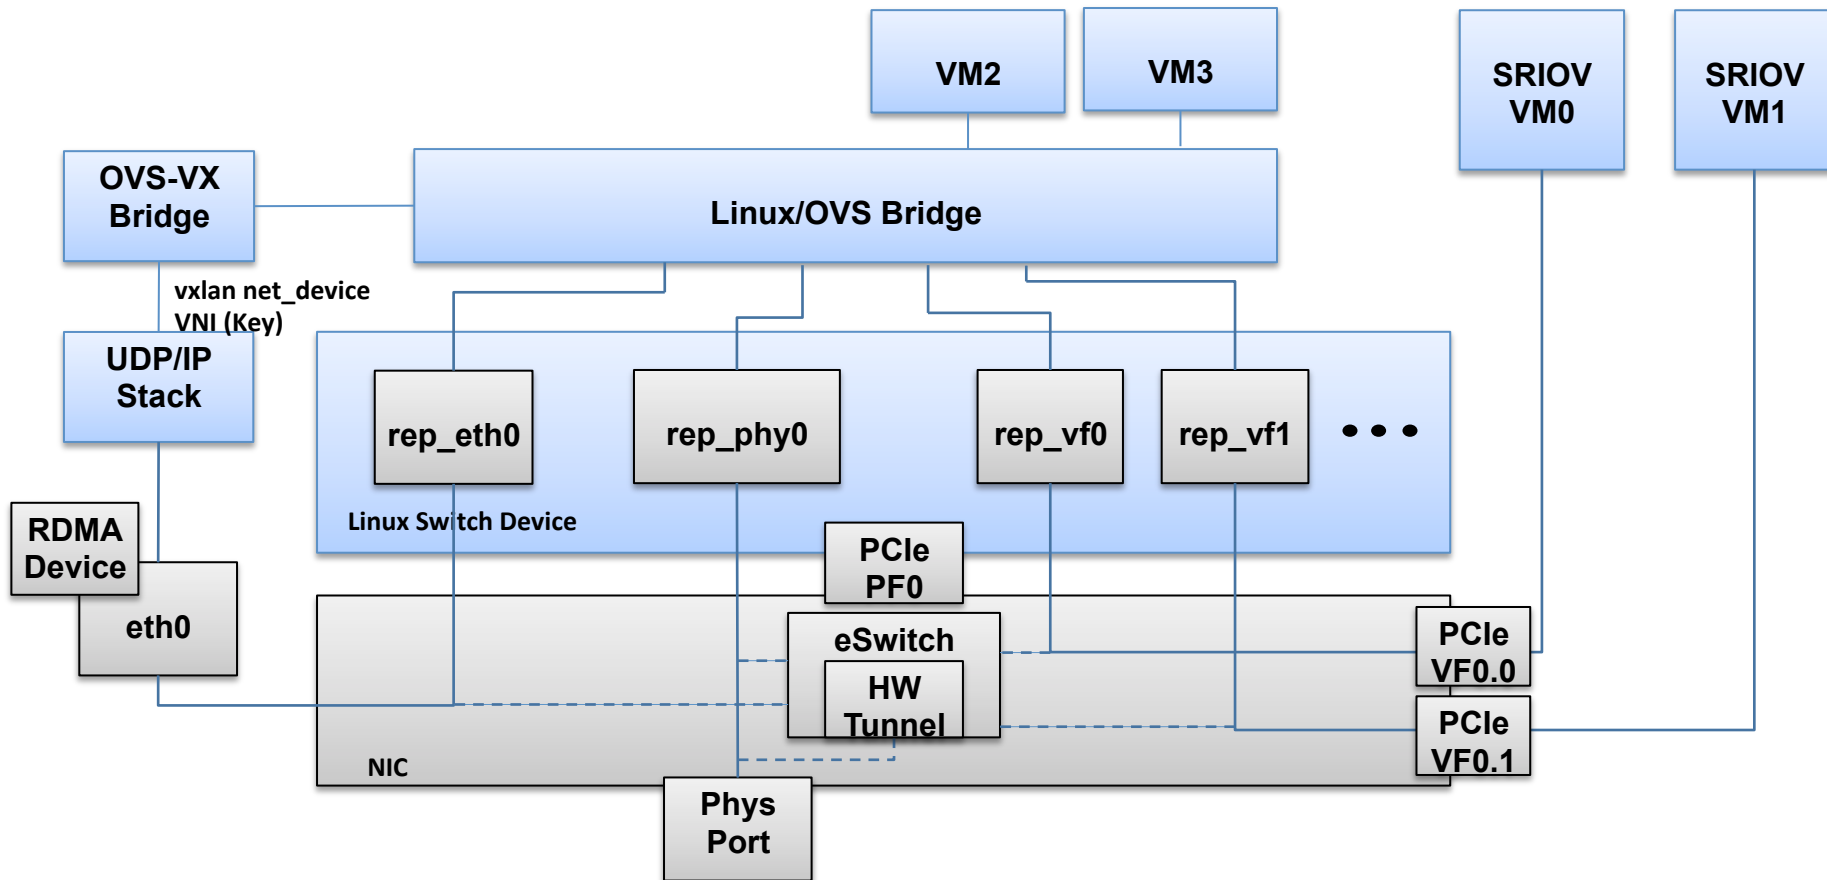 VM2
VM3
SRIOV
VM0
SRIOV
VM1
OVS-VX
Bridge
Linux/OVS Bridge
vxlan net_device
VNI (Key)
UDP/IP
Stack
rep_eth0
rep_phy0
rep_vf0
rep_vf1
Linux Switch Device
RDMA
Device
eth0
PCIe
PF0
eSwitch
HW
Tunnel
PCIe
VF0.0
PCIe
VF0.1
NIC
Phys
Port